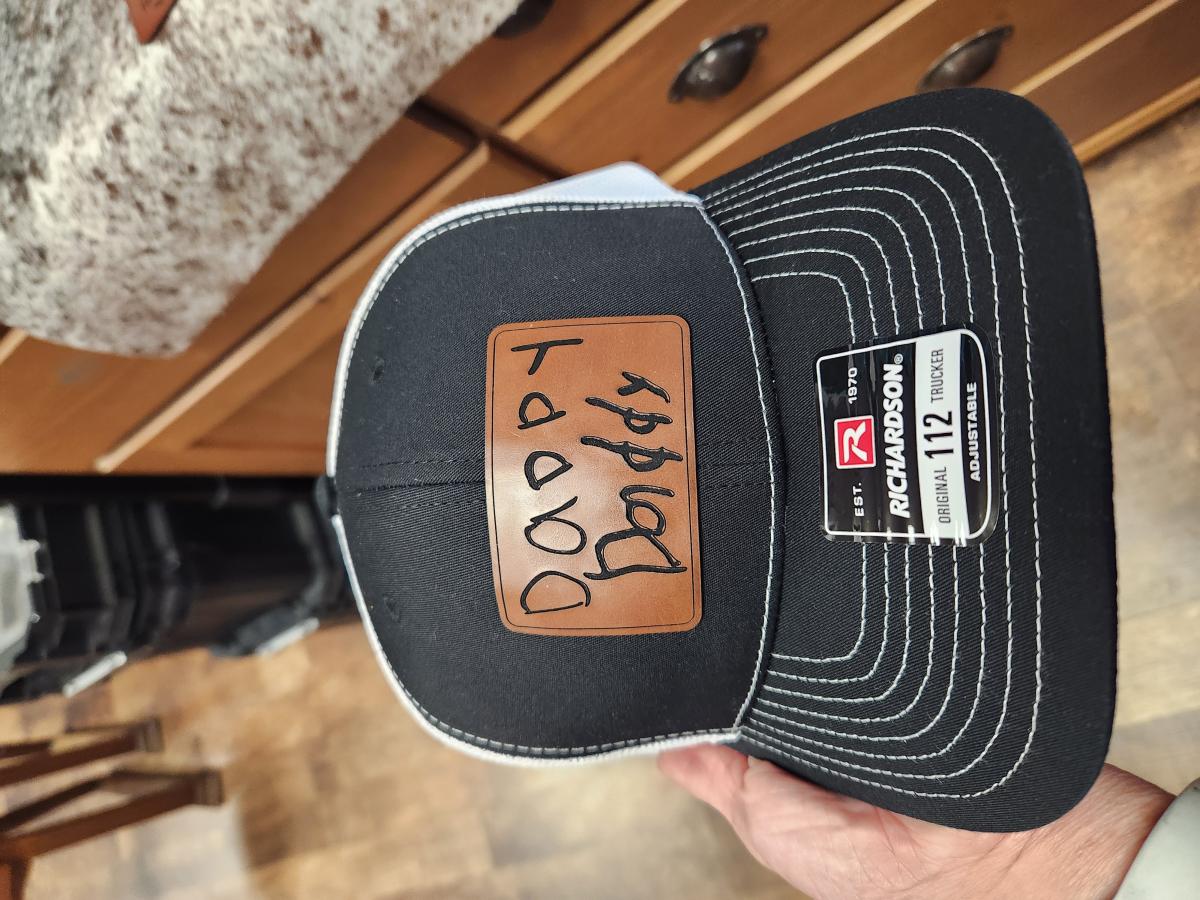 DaDDY
Daddy
EST. R 1970
RICHARDSON®
ORIGINAL 112 TRUCKER
ADJUSTABLE